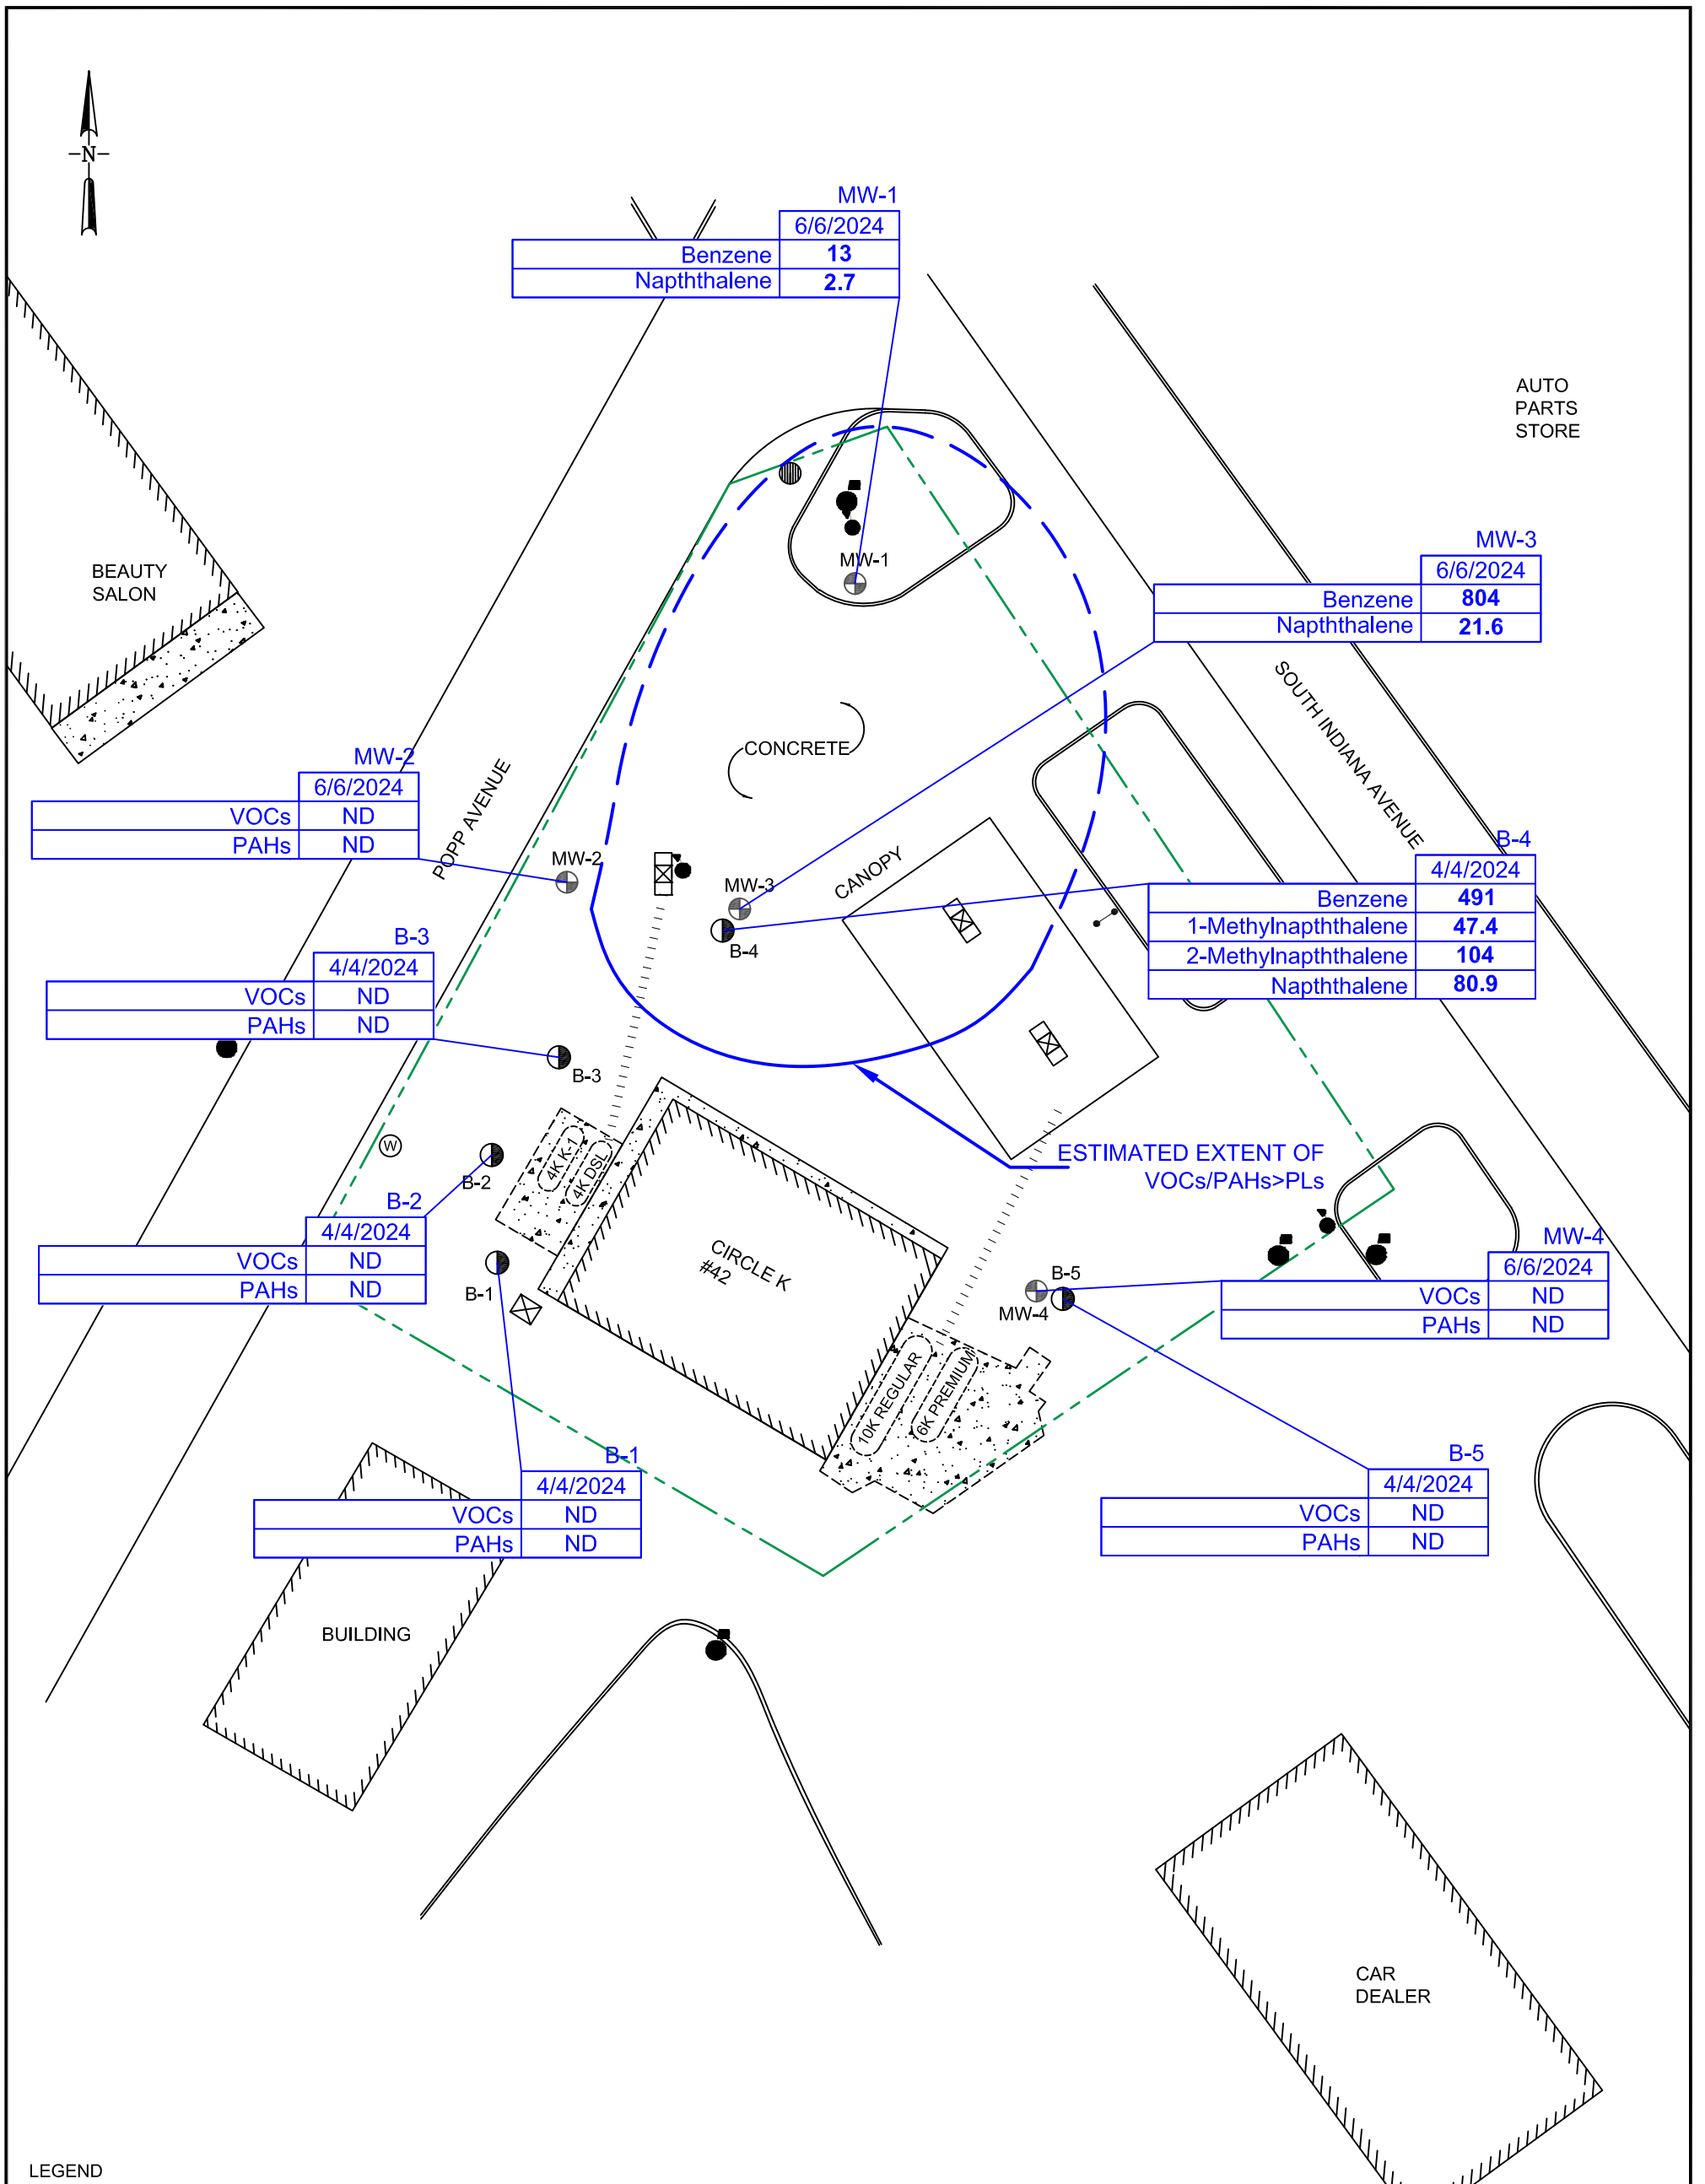 N
MW-1
6/6/2024
Benzene 13
Napththalene 2.7
AUTO
PARTS
STORE
BEAUTY
SALON
MW-1
MW-3
6/6/2024
Benzene 804
Napththalene 21.6
SOUTH INDIANA AVENUE
CONCRETE
MW-2
6/6/2024
VOCs ND
PAHs ND
POPP AVENUE
MW-2
MW-3
CANOPY
B-4
B-4
4/4/2024
Benzene 491
1-Methylnapththalene 47.4
2-Methylnapththalene 104
Napththalene 80.9
B-3
4/4/2024
VOCs ND
PAHs ND
B-3
W
4K K-1
4K DSL
B-2
ESTIMATED EXTENT OF
VOCs/PAHs>PLs
B-2
4/4/2024
VOCs ND
PAHs ND
B-1
CIRCLE K
#42
B-5
MW-4
MW-4
6/6/2024
VOCs ND
PAHs ND
10K REGULAR
6K PREMIUM
B-1
4/4/2024
VOCs ND
PAHs ND
B-5
4/4/2024
VOCs ND
PAHs ND
BUILDING
CAR
DEALER
LEGEND